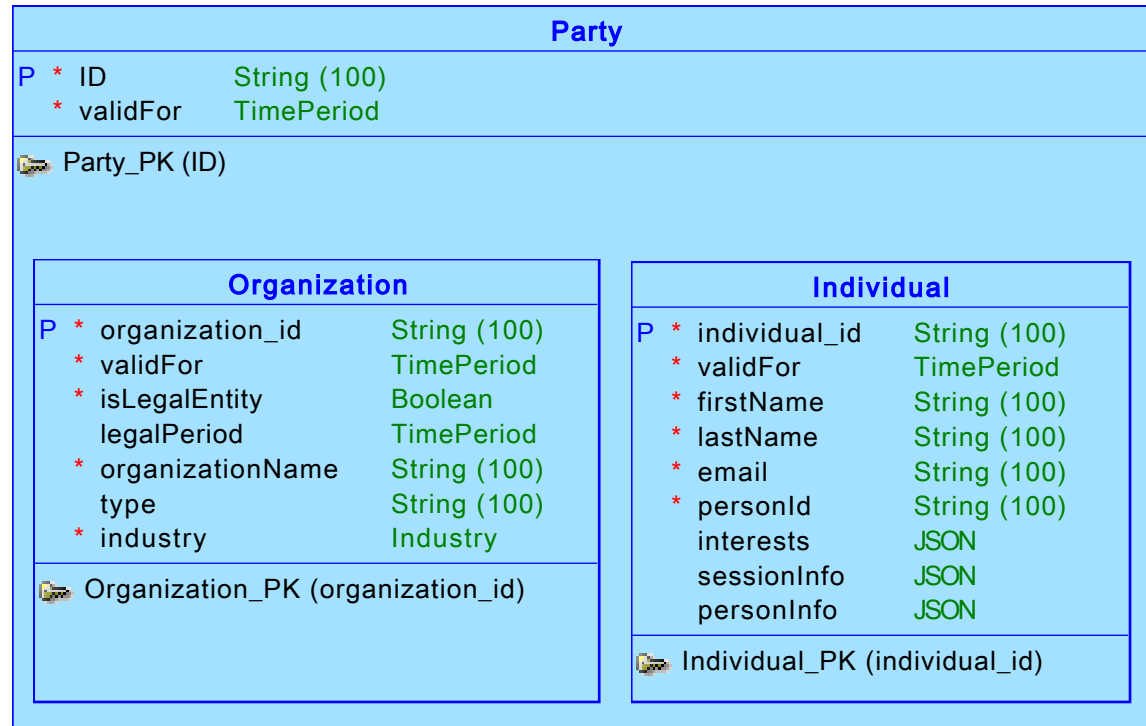 Party
P * ID String (100)
* validFor TimePeriod
Party_PK (ID)
Organization
P * organization_id String (100)
* validFor TimePeriod
* isLegalEntity Boolean
legalPeriod TimePeriod
* organizationName String (100)
type String (100)
* industry Industry
Organization_PK (organization_id)
Individual
P * individual_id String (100)
* validFor TimePeriod
* firstName String (100)
* lastName String (100)
* email String (100)
* personId String (100)
interests JSON
sessionInfo JSON
personInfo JSON
Individual_PK (individual_id)